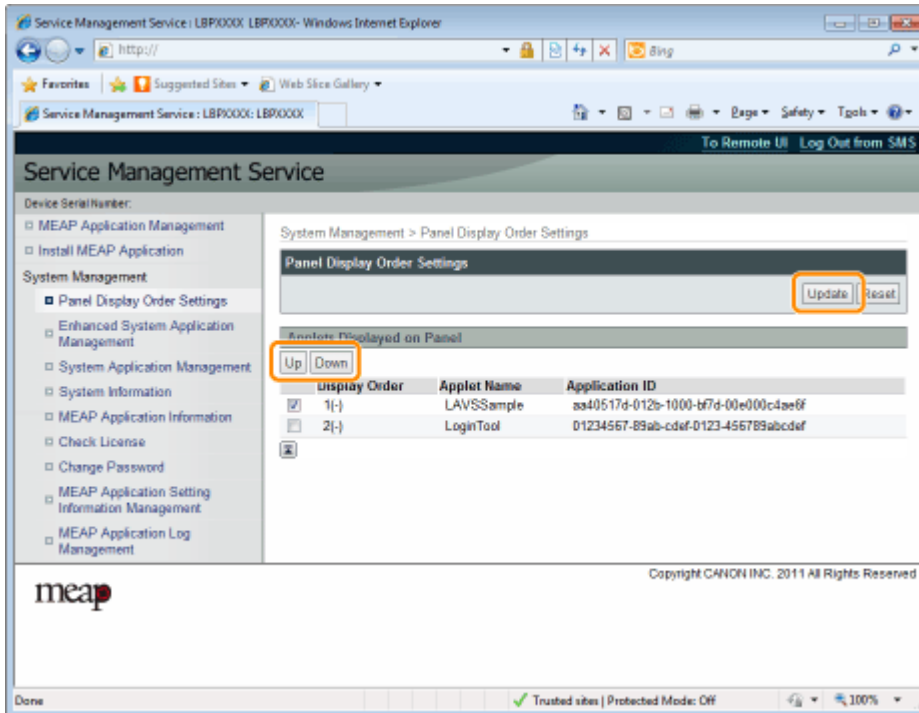 Service Management Service : LBPXXXX: LBPXXXX- Windows Internet Explorer
http://
Bing
Favorites Suggested Sites Web Slice Gallery
Service Management Service : LBPXXXX: LBPXXXX
Page Safety Tools
To Remote UI Log Out from SMS
Service Management Service
Device Serial Number:
MEAP Application Management
Install MEAP Application
System Management
Panel Display Order Settings
Enhanced System Application
Management
System Application Management
System Information
MEAP Application Information
Check License
Change Password
MEAP Application Setting
Information Management
MEAP Application Log
Management
System Management > Panel Display Order Settings
Panel Display Order Settings
Update Reset
Applets Displayed on Panel
Up Down
Display Order Applet Name Application ID
1(-) LAVSSample aa40517d-012b-1000-bf7d-00e000c4ae6f
2(-) LoginTool 01234567-89ab-cdef-0123-456789abcdef
Copyright CANON INC. 2011 All Rights Reserved
meap
Done
Trusted sites | Protected Mode: Off
100%